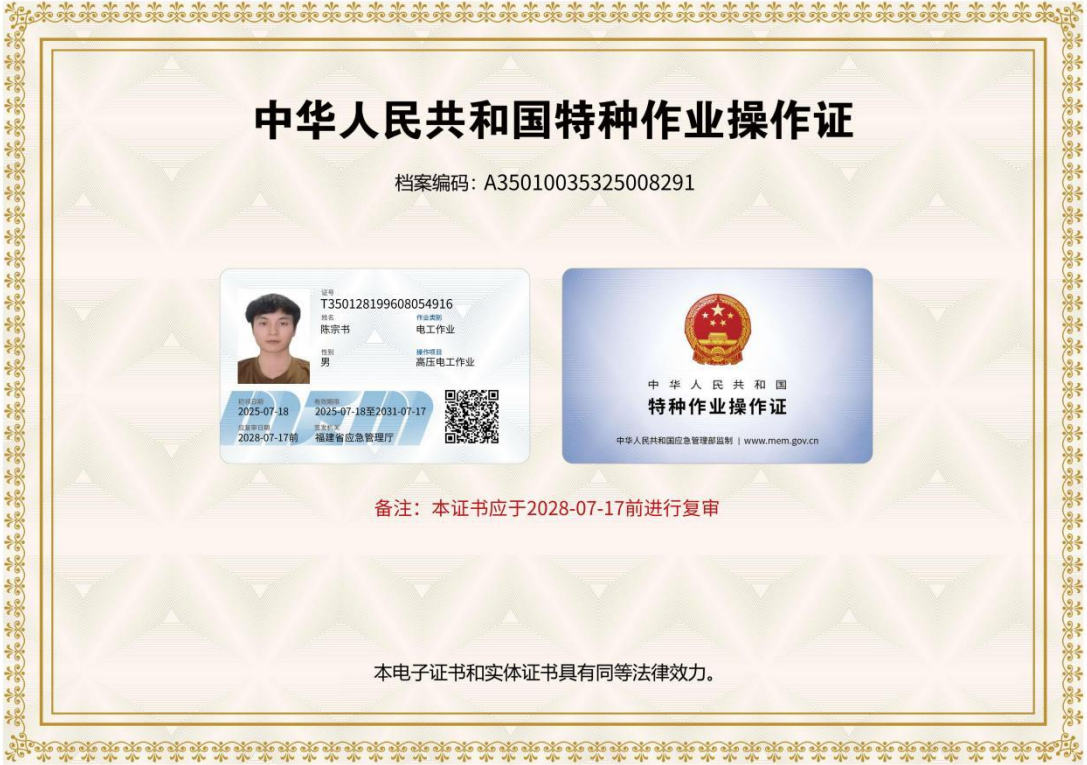 中华人民共和国特种作业操作证
档案编码：A35010035325008291
证号
T350128199608054916
姓名 作业类别
陈宗书 电工作业
性别 操作项目
男 高压电工作业
初领日期 有效期限
2025-07-18 2025-07-18至2031-07-17
应复审日期 签发机关
2028-07-17前 福建省应急管理厅
中华人民共和国
特种作业操作证
中华人民共和国应急管理部监制 | www.mem.gov.cn
备注：本证书应于2028-07-17前进行复审
本电子证书和实体证书具有同等法律效力。